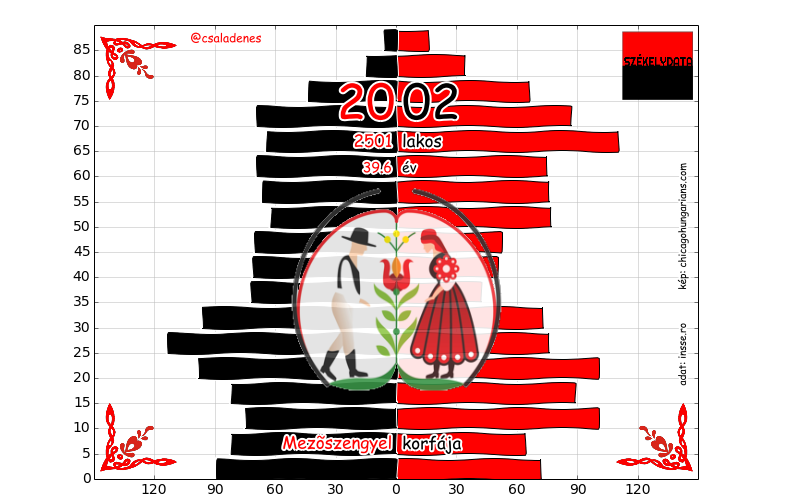 @csaladenes
SZÉKELYDATA
2002
2501 lakos
39.6 év
kép: chicagohungarians.com
adat: insse.ro
Mezõszengyel korfája
85
80
75
70
65
60
55
50
45
40
35
30
25
20
15
10
5
0
120 90 60 30 0 30 60 90 120